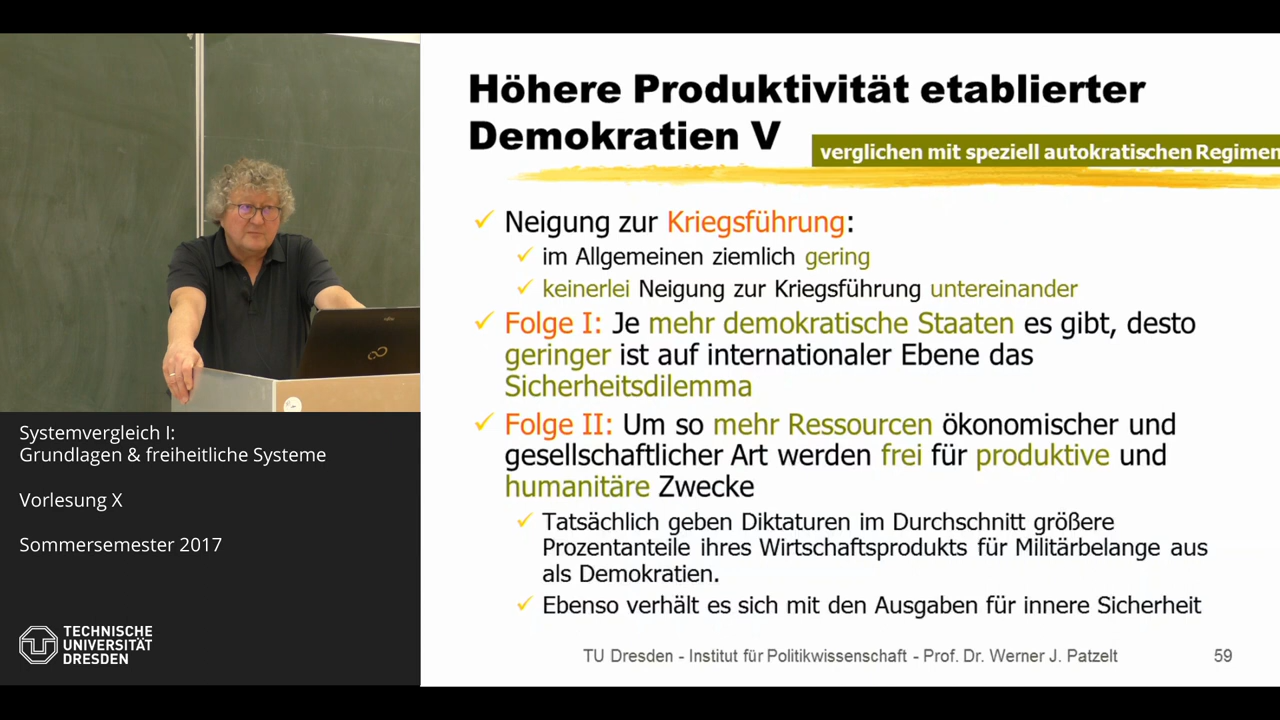 Höhere Produktivität etablierter
Demokratien V
verglichen mit speziell autokratischen Regimen
Neigung zur Kriegsführung:
im Allgemeinen ziemlich gering
keinerlei Neigung zur Kriegsführung untereinander
Folge I: Je mehr demokratische Staaten es gibt, desto
geringer ist auf internationaler Ebene das
Sicherheitsdilemma
Folge II: Um so mehr Ressourcen ökonomischer und
gesellschaftlicher Art werden frei für produktive und
humanitäre Zwecke
Tatsächlich geben Diktaturen im Durchschnitt größere
Prozentanteile ihres Wirtschaftsprodukts für Militärbelange aus
als Demokratien.
Ebenso verhält es sich mit den Ausgaben für innere Sicherheit
TU Dresden - Institut für Politikwissenschaft - Prof. Dr. Werner J. Patzelt
59
Systemvergleich I:
Grundlagen & freiheitliche Systeme
Vorlesung X
Sommersemester 2017
TECHNISCHE
UNIVERSITÄT
DRESDEN